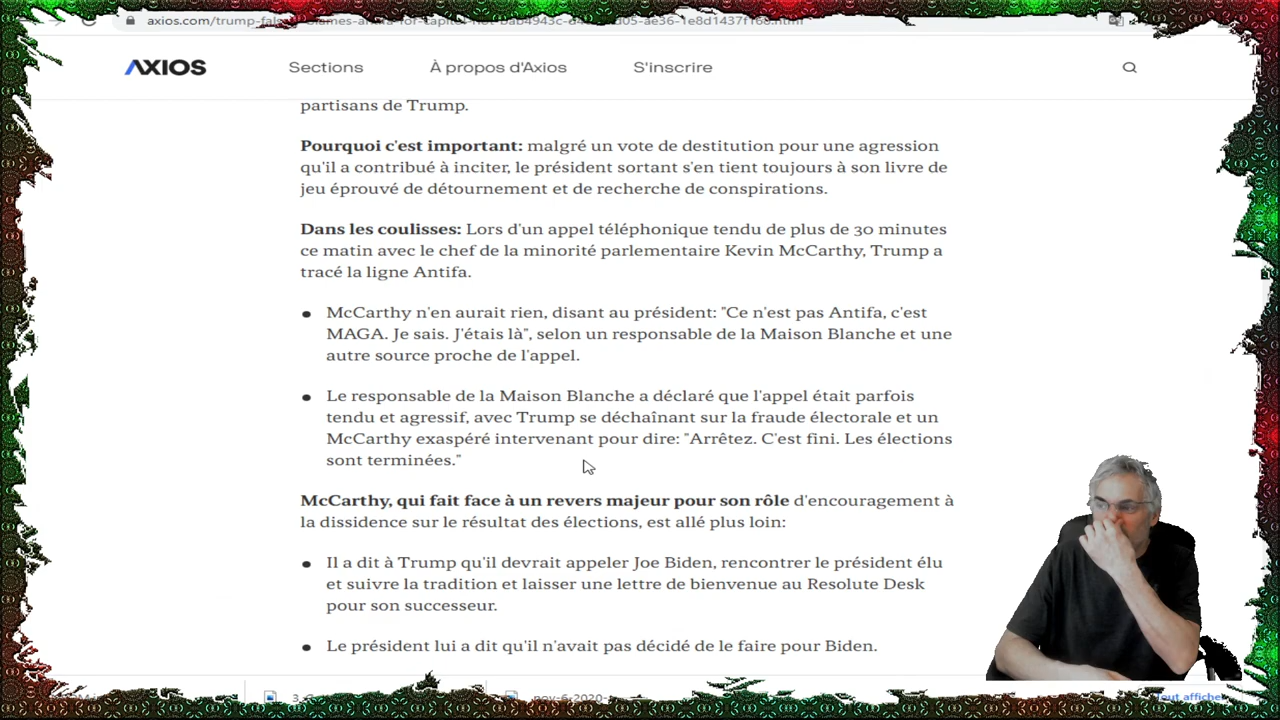 axios.com/trump-fal
AXIOS
Sections
À propos d'Axios
S'inscrire
partisans de Trump.
Pourquoi c'est important: malgré un vote de destitution pour une agression
qu'il a contribué à inciter, le président sortant s'en tient toujours à son livre de
jeu éprouvé de détournement et de recherche de conspirations.
Dans les coulisses: Lors d'un appel téléphonique tendu de plus de 30 minutes
ce matin avec le chef de la minorité parlementaire Kevin McCarthy, Trump a
tracé la ligne Antifa.
● McCarthy n'en aurait rien, disant au président: "Ce n'est pas Antifa, c'est
MAGA. Je sais. J'étais là", selon un responsable de la Maison Blanche et une
autre source proche de l'appel.
● Le responsable de la Maison Blanche a déclaré que l'appel était parfois
tendu et agressif, avec Trump se déchaînant sur la fraude électorale et un
McCarthy exaspéré intervenant pour dire: "Arrêtez. C'est fini. Les élections
sont terminées."
McCarthy, qui fait face à un revers majeur pour son rôle d'encouragement à
la dissidence sur le résultat des élections, est allé plus loin:
● Il a dit à Trump qu'il devrait appeler Joe Biden, rencontrer le président élu
et suivre la tradition et laisser une lettre de bienvenue au Resolute Desk
pour son successeur.
● Le président lui a dit qu'il n'avait pas décidé de le faire pour Biden.
nov-6-2020-
Tout affiche